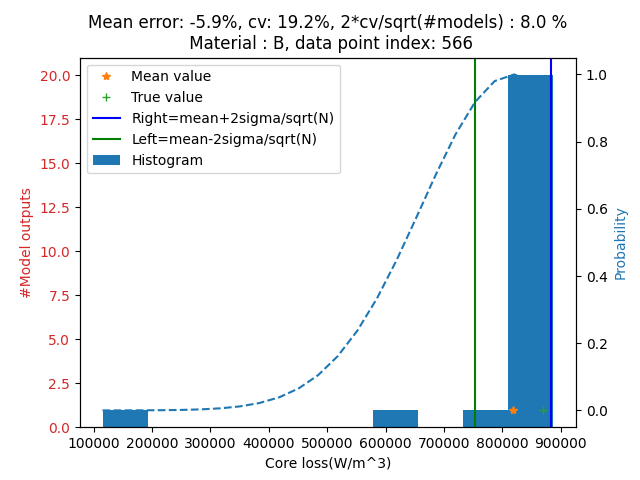 Mean error: -5.9%, cv: 19.2%, 2*cv/sqrt(#models) : 8.0 %
Material : B, data point index: 566
Mean value
True value
Right=mean+2sigma/sqrt(N)
Left=mean-2sigma/sqrt(N)
Histogram
20.0
17.5
15.0
12.5
10.0
7.5
5.0
2.5
0.0
#Model outputs
1.0
0.8
0.6
0.4
0.2
0.0
Probability
100000 200000 300000 400000 500000 600000 700000 800000 900000
Core loss(W/m^3)